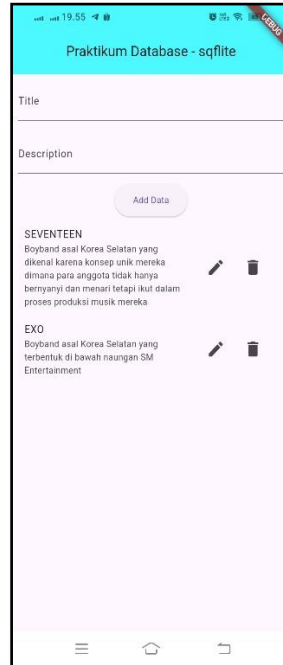 19.55
DEBUG
Praktikum Database - sqflite
Title
Description
Add Data
SEVENTEEN
Boyband asal Korea Selatan yang
dikenal karena konsep unik mereka
dimana para anggota tidak hanya
bernyanyi dan menari tetapi ikut dalam
proses produksi musik mereka
EXO
Boyband asal Korea Selatan yang
terbentuk di bawah naungan SM
Entertainment